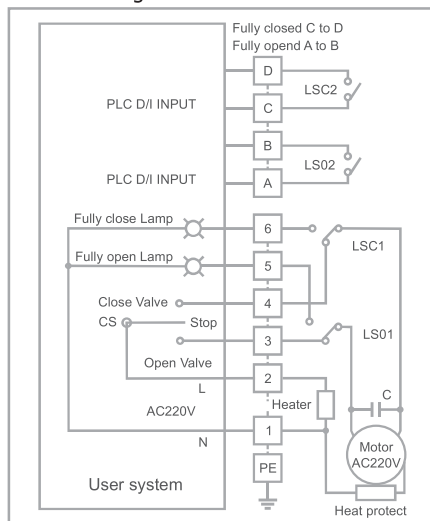 Fully closed C to D
Fully opend A to B
D
LSC2
PLC D/I INPUT
C
B
LS02
PLC D/I INPUT
A
Fully close Lamp
6
LSC1
Fully open Lamp
5
Close Valve
4
CS
Stop
LS01
3
Open Valve
2
L
Heater
C
AC220V
1
N
Motor
AC220V
PE
User system
Heat protect